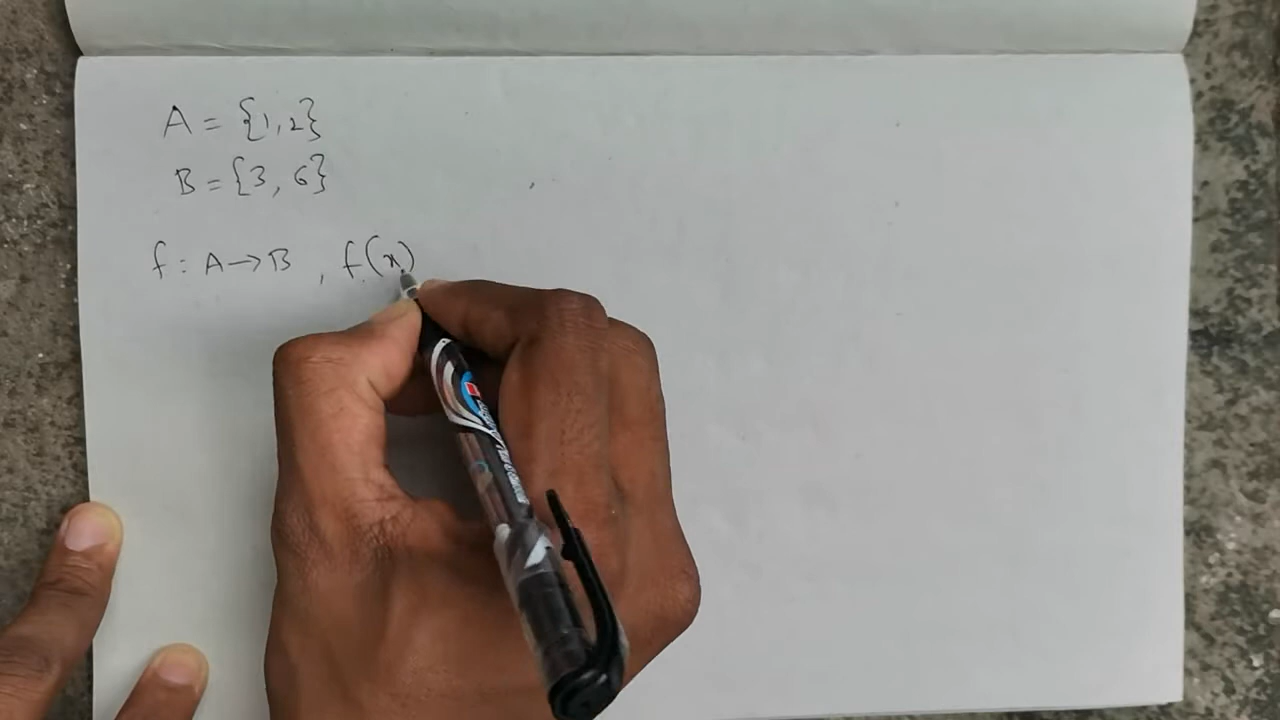 A = {1,2}
B = {3, 6}
f : A → B , f(x)